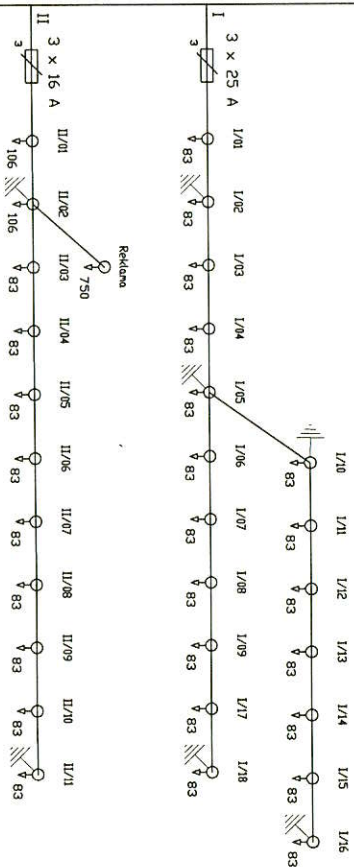 I/10 I/11 I/12 I/13 I/14 I/15 I/16
83 83 83 83 83 83 83
I
3 × 25 A
I/01 I/02 I/03 I/04 I/05 I/06 I/07 I/08 I/09 I/17 I/18
83 83 83 83 83 83 83 83 83 83 83
Reklama
750
II
3 × 16 A
3
II/01 II/02 II/03 II/04 II/05 II/06 II/07 II/08 II/09 II/10 II/11
106 106 83 83 83 83 83 83 83 83 83
3